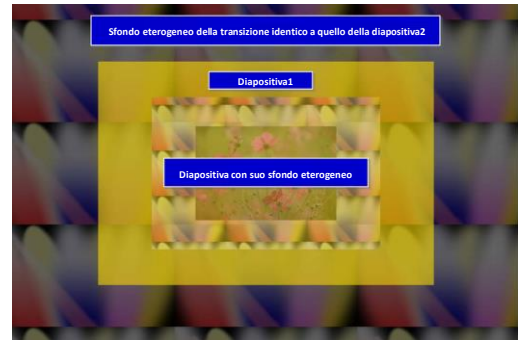 Sfondo eterogeneo della transizione identico a quello della diapositiva2
Diapositiva1
Diapositiva con suo sfondo eterogeneo